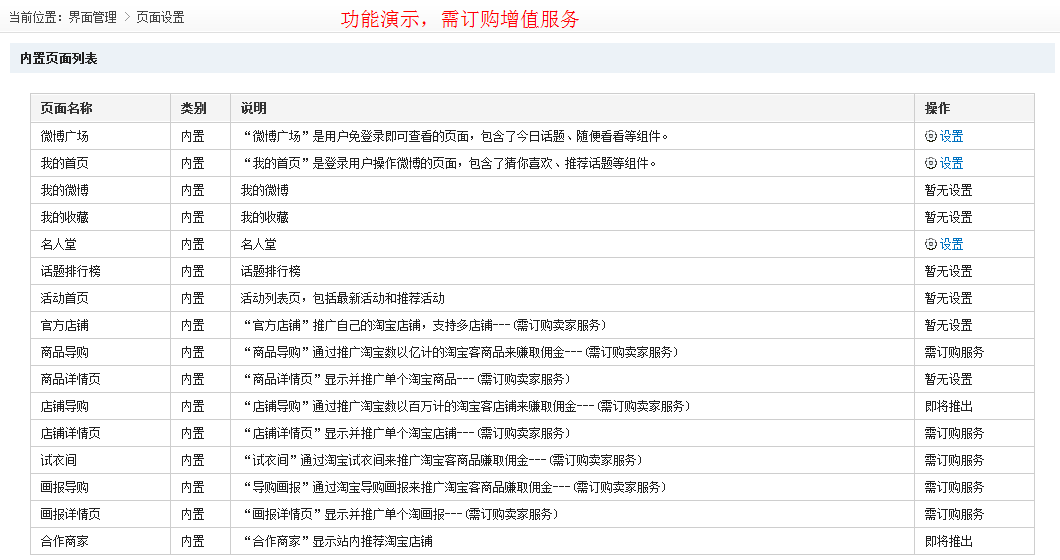 当前位置：界面管理 > 页面设置 功能演示，需订购增值服务
内置页面列表
页面名称 类别 说明 操作
微博广场 内置 “微博广场”是用户免登录即可查看的页面，包含了今日话题、随便看看等组件。 设置
我的首页 内置 “我的首页”是登录用户操作微博的页面，包含了猜你喜欢、推荐话题等组件。 设置
我的微博 内置 我的微博 暂无设置
我的收藏 内置 我的收藏 暂无设置
名人堂 内置 名人堂 设置
话题排行榜 内置 话题排行榜 暂无设置
活动首页 内置 活动列表页，包括最新活动和推荐活动 暂无设置
官方店铺 内置 “官方店铺”推广自己的淘宝店铺，支持多店铺---(需订购卖家服务) 暂无设置
商品导购 内置 “商品导购”通过推广淘宝数以亿计的淘宝客商品来赚取佣金---(需订购卖家服务) 需订购服务
商品详情页 内置 “商品详情页”显示并推广单个淘宝商品---(需订购卖家服务) 暂无设置
店铺导购 内置 “店铺导购”通过推广淘宝数以百万计的淘宝客店铺来赚取佣金---(需订购卖家服务) 即将推出
店铺详情页 内置 “店铺详情页”显示并推广单个淘宝店铺---(需订购卖家服务) 需订购服务
试衣间 内置 “试衣间”通过淘宝试衣间来推广淘宝客商品赚取佣金---(需订购卖家服务) 需订购服务
画报导购 内置 “导购画报”通过淘宝导购画报来推广淘宝客商品赚取佣金---(需订购卖家服务) 需订购服务
画报详情页 内置 “画报详情页”显示并推广单个淘画报---(需订购卖家服务) 需订购服务
合作商家 内置 “合作商家”显示站内推荐淘宝店铺 即将推出